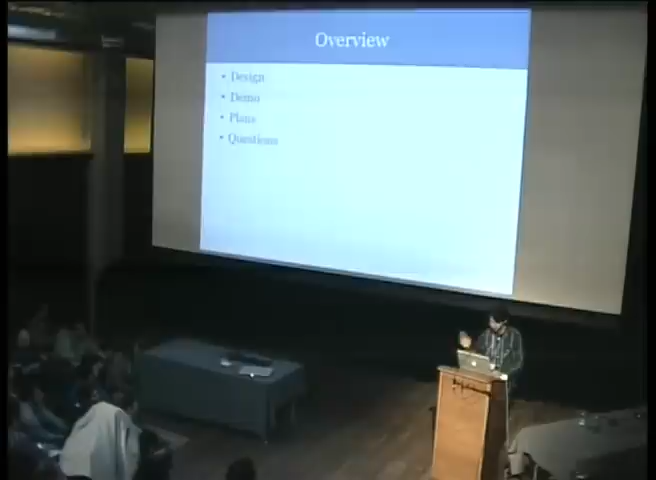 Overview
• Design
• Demo
• Plans
• Questions